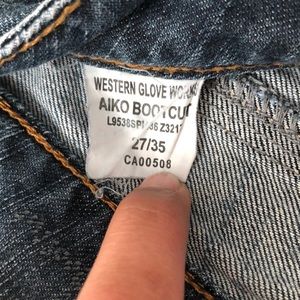 WESTERN GLOVE WORKS
AIKO BOOTCUT
27/35
CA00508